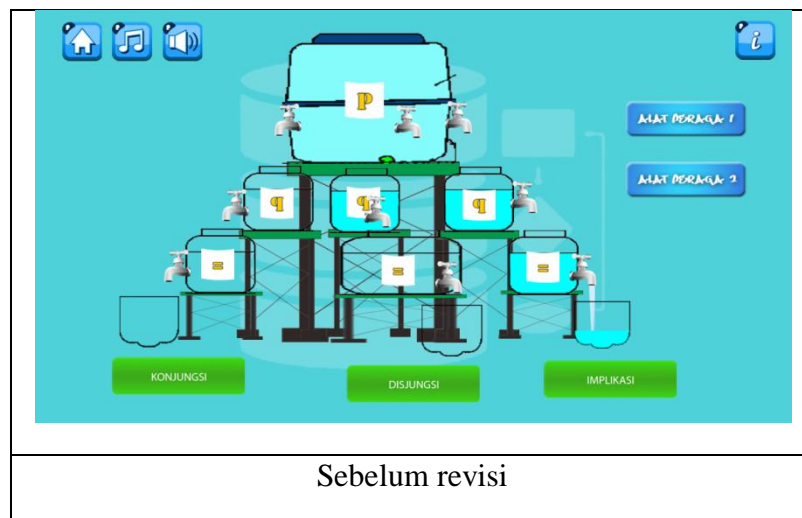 i
ALAT PERAGA 1
P
ALAT PERAGA 2
q
q
q
=
=
=
KONJUNGSI
DISJUNGSI
IMPLIKASI
Sebelum revisi